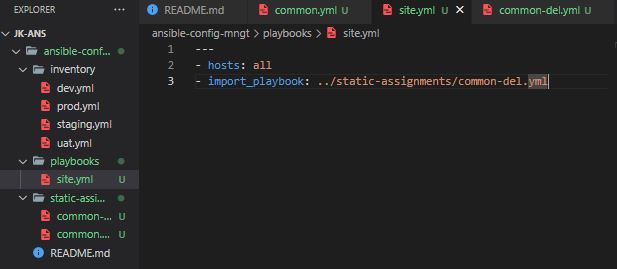 EXPLORER
JK-ANS
ansible-conf...
inventory
dev.yml
prod.yml
staging.yml
uat.yml
playbooks
site.yml U
static-assi...
common-... U
common.... U
README.md
README.md
common.yml U
site.yml U
common-del.yml U
ansible-config-mngt > playbooks > site.yml
1 ---
2 - hosts: all
3 - import_playbook: ../static-assignments/common-del.yml